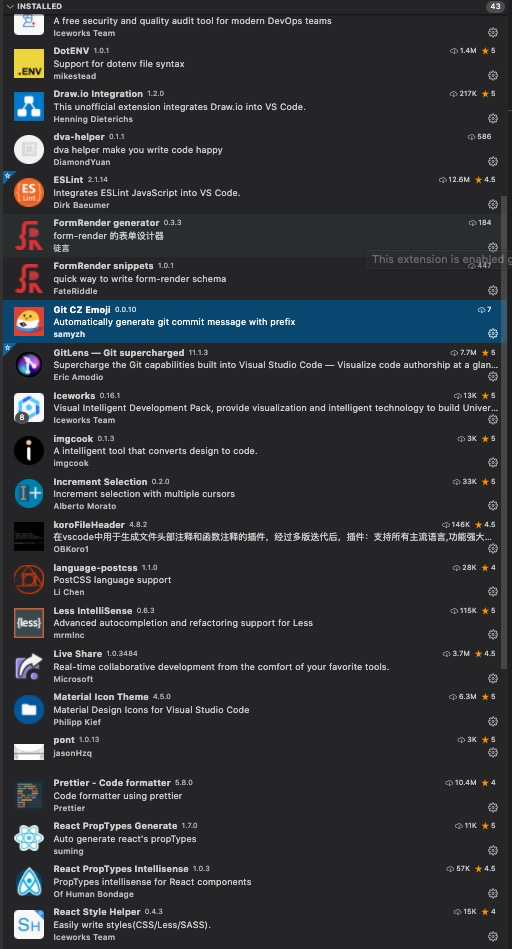 INSTALLED 43
A free security and quality audit tool for modern DevOps teams
Iceworks Team
.ENV
DotENV 1.0.1 1.4M ★ 5
Support for dotenv file syntax
mikestead
Draw.io Integration 1.2.0 217K ★ 5
This unofficial extension integrates Draw.io into VS Code.
Henning Dieterichs
dva-helper 0.1.1 586
dva helper make you write code happy
DiamondYuan
ES
Lint
ESLint 2.1.14 12.6M ★ 4.5
Integrates ESLint JavaScript into VS Code.
Dirk Baeumer
FormRender generator 0.3.3 184
form-render 的表单设计器
徒言
This extension is enabled g
FormRender snippets 1.0.1 447
quick way to write form-render schema
FateRiddle
Git CZ Emoji 0.0.10 7
Automatically generate git commit message with prefix
samyzh
GitLens — Git supercharged 11.1.3 7.7M ★ 5
Supercharge the Git capabilities built into Visual Studio Code — Visualize code authorship at a glan...
Eric Amodio
Iceworks 0.16.1 13K ★ 5
Visual Intelligent Development Pack, provide visualization and intelligent technology to build Univer...
8
Iceworks Team
i
imgcook 0.1.3 3K ★ 5
A intelligent tool that converts design to code.
imgcook
I+
Increment Selection 0.2.0 33K ★ 5
Increment selection with multiple cursors
Alberto Morato
koroFileHeader 4.8.2 146K ★ 4.5
在vscode中用于生成文件头部注释和函数注释的插件，经过多版迭代后，插件：支持所有主流语言,功能强大...
OBKoro1
language-postcss 1.1.0 28K ★ 4
PostCSS language support
Li Chen
{less}
Less IntelliSense 0.6.3 115K ★ 5
Advanced autocompletion and refactoring support for Less
mrmlnc
Live Share 1.0.3484 3.7M ★ 4.5
Real-time collaborative development from the comfort of your favorite tools.
Microsoft
Material Icon Theme 4.5.0 6.3M ★ 5
Material Design Icons for Visual Studio Code
Philipp Kief
pont 1.0.13 3K ★ 5
jasonHzq
Prettier - Code formatter 5.8.0 10.4M ★ 4
Code formatter using prettier
Prettier
React PropTypes Generate 1.7.0 11K ★ 5
Auto generate react's propTypes
suming
React PropTypes Intellisense 1.0.3 57K ★ 4.5
PropTypes intellisense for React components
Of Human Bondage
SH
React Style Helper 0.4.3 15K ★ 4
Easily write styles(CSS/Less/SASS).
Iceworks Team